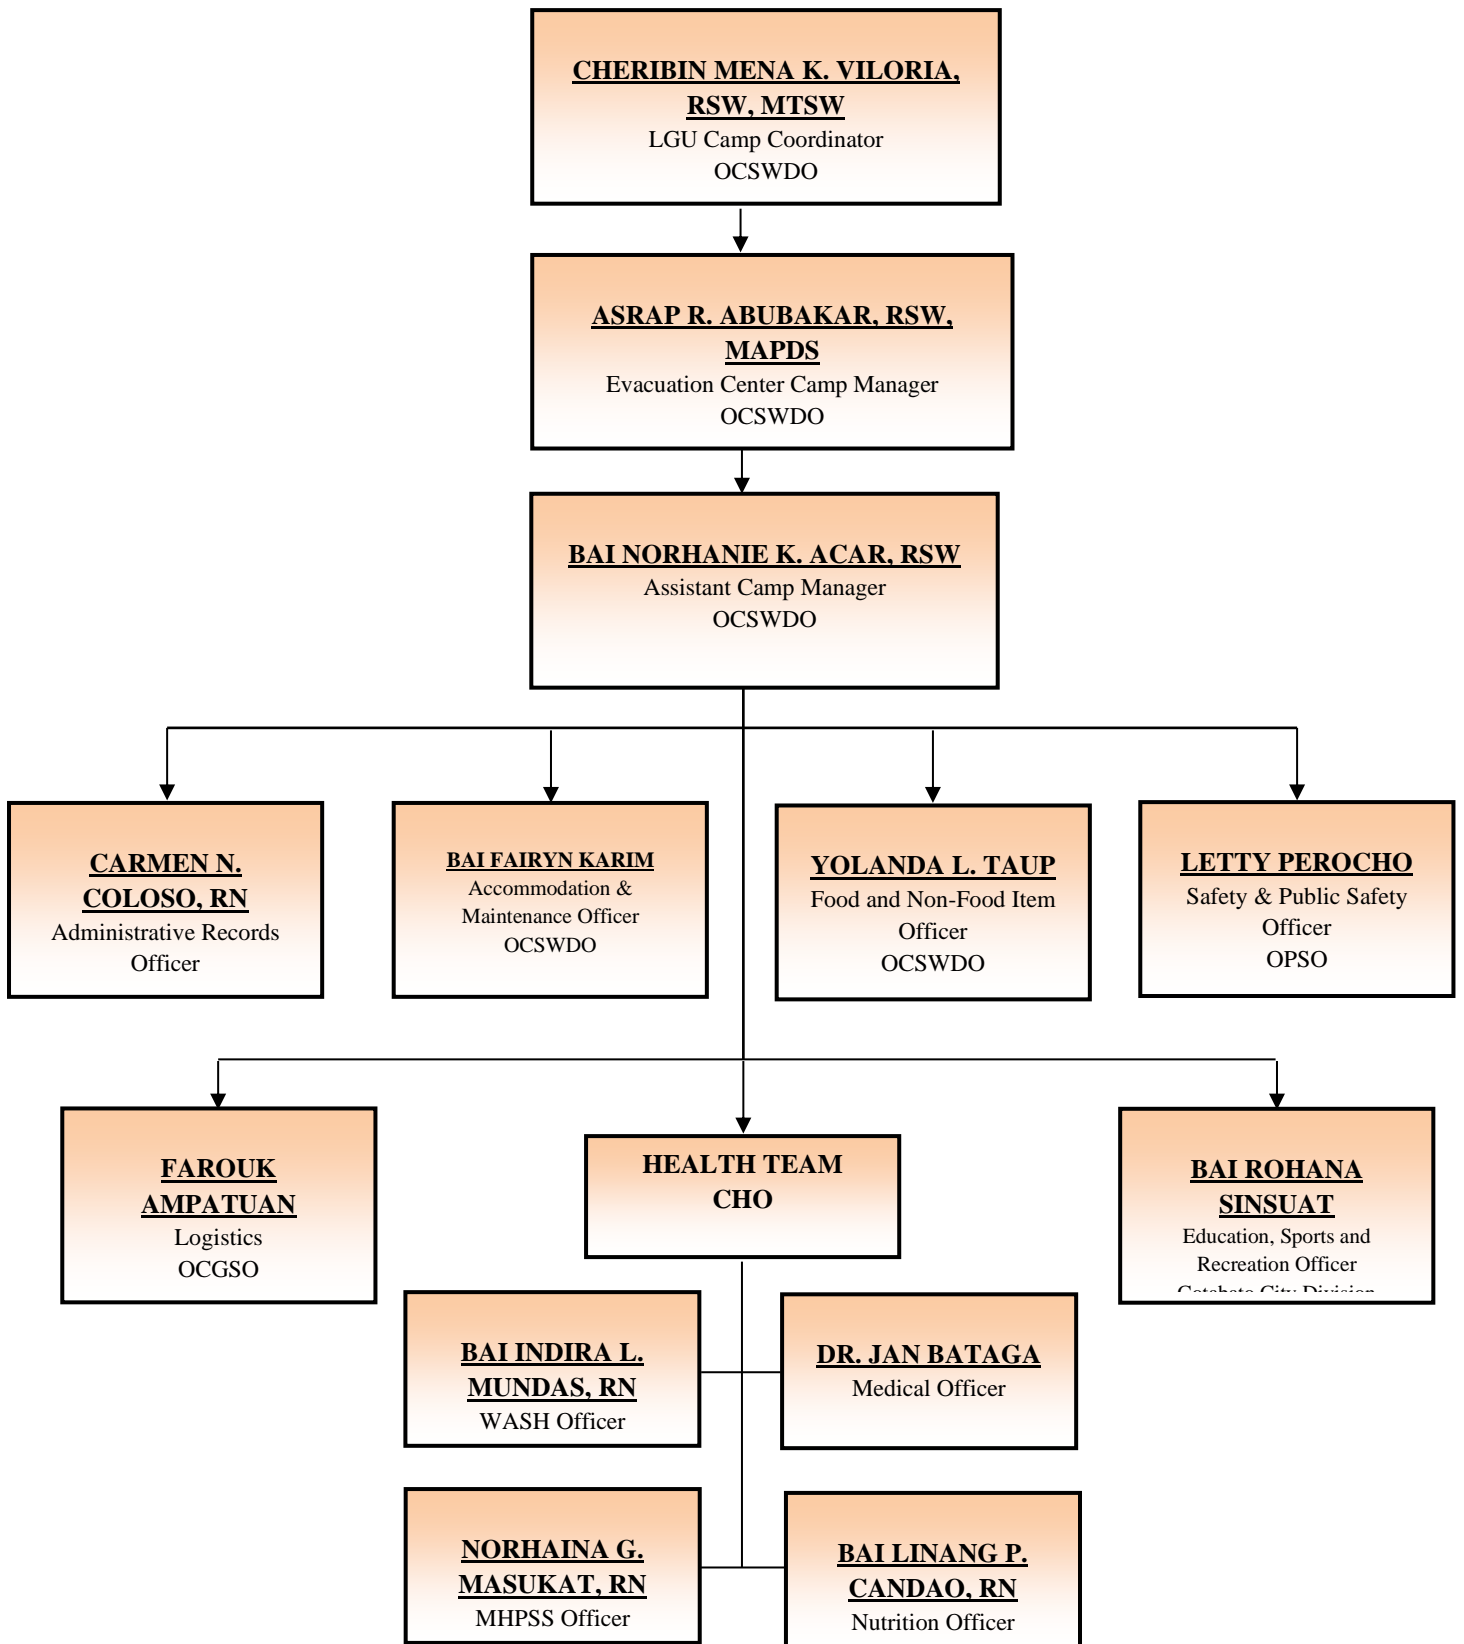 CHERIBIN MENA K. VILORIA,
RSW, MTSW
LGU Camp Coordinator
OCSWDO
ASRAP R. ABUBAKAR, RSW,
MAPDS
Evacuation Center Camp Manager
OCSWDO
BAI NORHANIE K. ACAR, RSW
Assistant Camp Manager
OCSWDO
CARMEN N.
COLOSO, RN
Administrative Records
Officer
BAI FAIRYN KARIM
Accommodation &
Maintenance Officer
OCSWDO
YOLANDA L. TAUP
Food and Non-Food Item
Officer
OCSWDO
LETTY PEROCHO
Safety & Public Safety
Officer
OPSO
FAROUK
AMPATUAN
Logistics
OCGSO
HEALTH TEAM
CHO
BAI ROHANA
SINSUAT
Education, Sports and
Recreation Officer
Cotabato City Division
BAI INDIRA L.
MUNDAS, RN
WASH Officer
DR. JAN BATAGA
Medical Officer
NORHAINA G.
MASUKAT, RN
MHPSS Officer
BAI LINANG P.
CANDAO, RN
Nutrition Officer